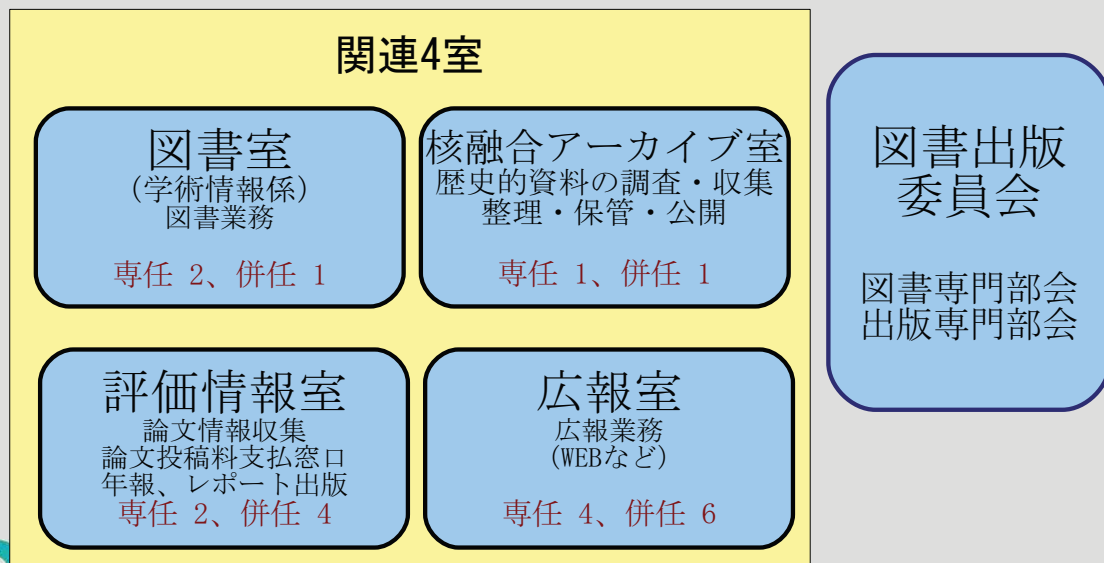 関連4室
図書室
(学術情報係)
図書業務
専任 2、併任 1
核融合アーカイブ室
歴史的資料の調査・収集
整理・保管・公開
専任 1、併任 1
評価情報室
論文情報収集
論文投稿料支払窓口
年報、レポート出版
専任 2、併任 4
広報室
広報業務
(WEBなど)
専任 4、併任 6
図書出版
委員会
図書専門部会
出版専門部会